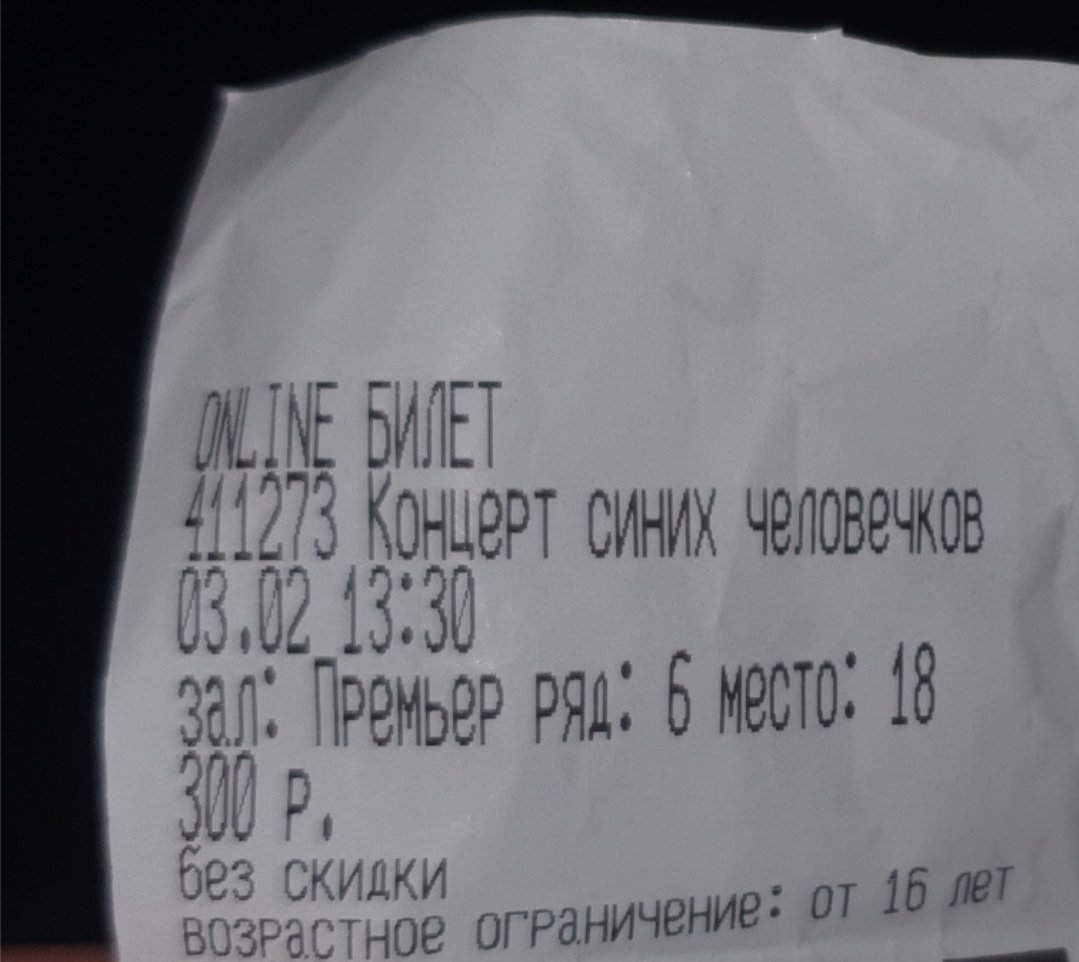 ONLINE БИЛЕТ
411273 Концерт синих человечков
03.02 13:30
зал: Премьер ряд: 6 место: 18
300 Р.
без скидки
возрастное ограничение: от 16 лет